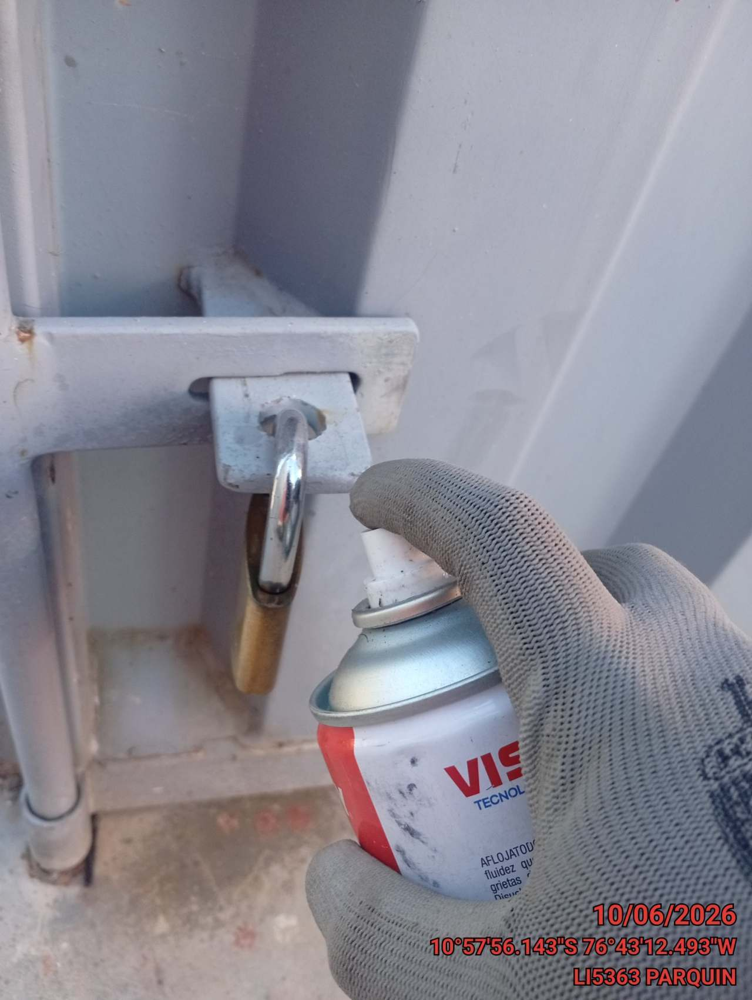 VIS
TECNOL
AFLOJATOD
fluidez qu
grietas
10/06/2026
10°57'56.143"S 76°43'12.493"W
LI5363 PARQUIN